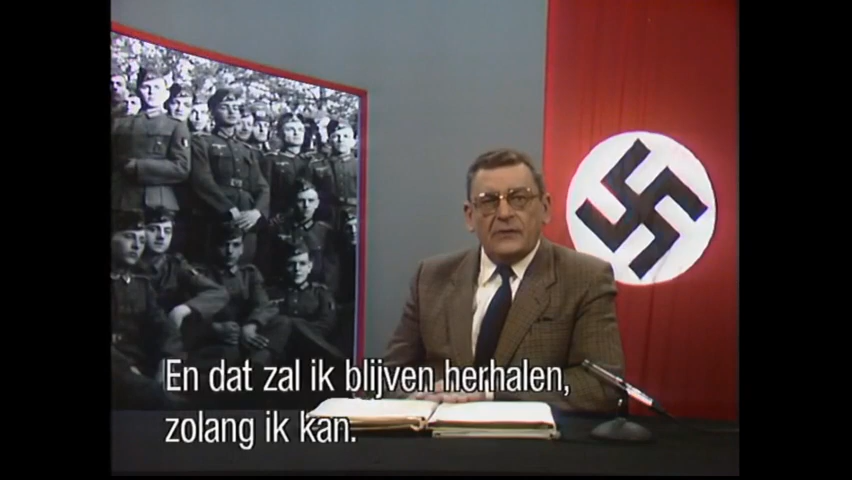 En dat zal ik blijven herhalen,
zolang ik kan.